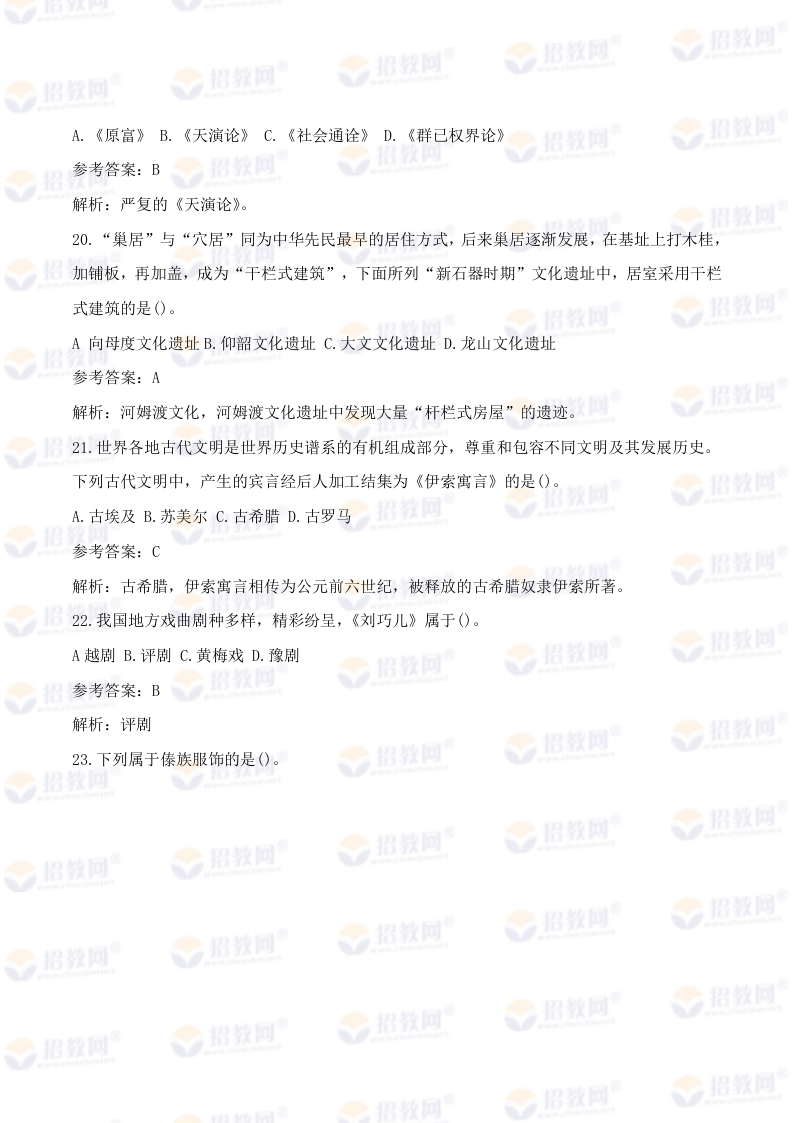 A.《原富》 B.《天演论》 C.《社会通诠》 D.《群已权界论》
参考答案：B
解析：严复的《天演论》。
20.“巢居”与“穴居”同为中华先民最早的居住方式，后来巢居逐渐发展，在基址上打木桂，
加铺板，再加盖，成为“干栏式建筑”，下面所列“新石器时期”文化遗址中，居室采用干栏
式建筑的是()。
A 向母度文化遗址 B.仰韶文化遗址 C.大文文化遗址 D.龙山文化遗址
参考答案：A
解析：河姆渡文化，河姆渡文化遗址中发现大量“杆栏式房屋”的遗迹。
21.世界各地古代文明是世界历史谱系的有机组成部分，尊重和包容不同文明及其发展历史。
下列古代文明中，产生的宾言经后人加工结集为《伊索寓言》的是()。
A.古埃及 B.苏美尔 C.古希腊 D.古罗马
参考答案：C
解析：古希腊，伊索寓言相传为公元前六世纪，被释放的古希腊奴隶伊索所著。
22.我国地方戏曲剧种多样，精彩纷呈，《刘巧儿》属于()。
A 越剧 B.评剧 C.黄梅戏 D.豫剧
参考答案：B
解析：评剧
23.下列属于傣族服饰的是()。
招教网